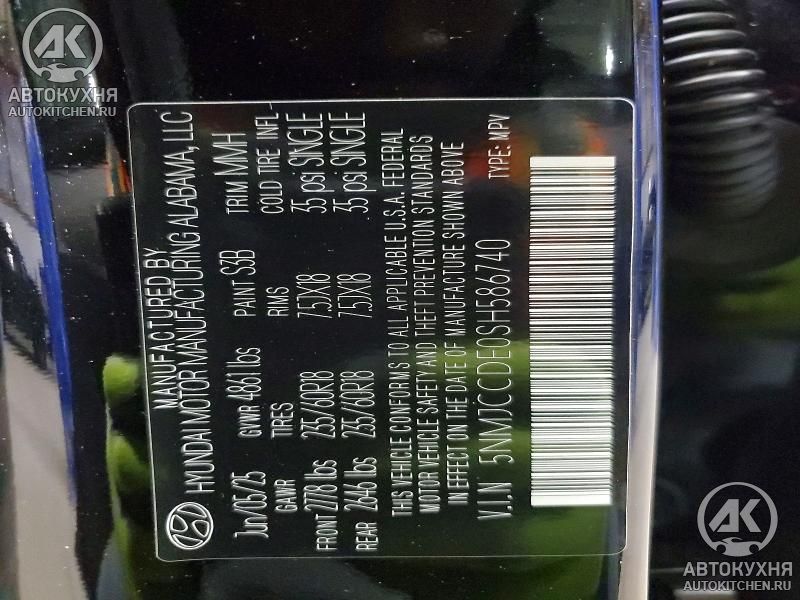 AK
АВТОКУХНЯ
AUTOKITCHEN.RU
MANUFACTURED BY
HYUNDAI MOTOR MANUFACTURING ALABAMA, LLC
Jun/05/25 GVWR 4861 lbs PAINT S3B TRIM MMH
GAWR TIRES RIMS COLD TIRE INFL
FRONT 2778 lbs 235/60R18 7.5JX18 35 psi SINGLE
REAR 2646 lbs 235/60R18 7.5JX18 35 psi SINGLE
THIS VEHICLE CONFORMS TO ALL APPLICABLE U.S.A. FEDERAL
MOTOR VEHICLE SAFETY AND THEFT PREVENTION STANDARDS
IN EFFECT ON THE DATE OF MANUFACTURE SHOWN ABOVE
V.I.N 5NMJCCDE0SH586740 TYPE: MPV
AK
АВТОКУХНЯ
AUTOKITCHEN.RU